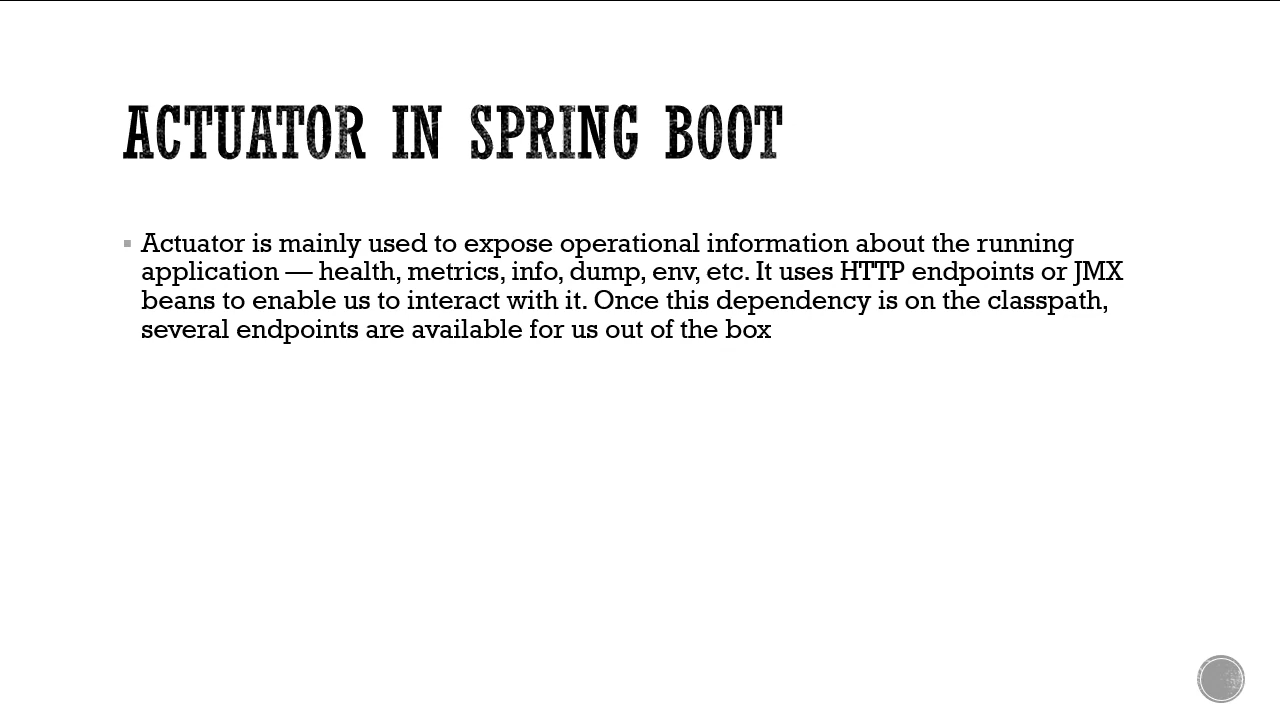 ACTUATOR IN SPRING BOOT
Actuator is mainly used to expose operational information about the running
application — health, metrics, info, dump, env, etc. It uses HTTP endpoints or JMX
beans to enable us to interact with it. Once this dependency is on the classpath,
several endpoints are available for us out of the box